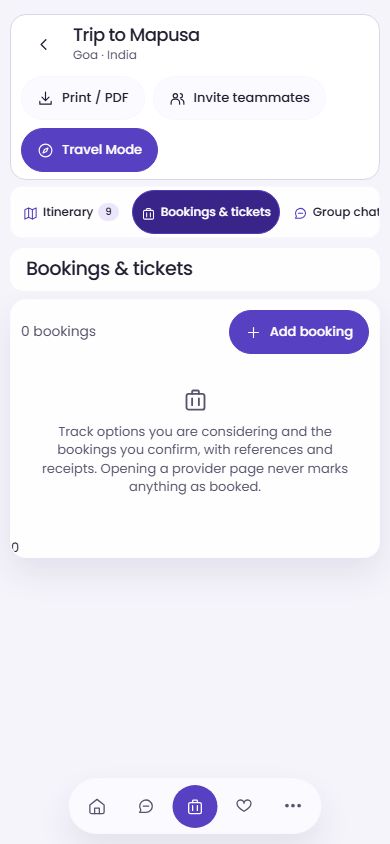 Trip to Mapusa
Goa · India
Print / PDF
Invite teammates
Travel Mode
Itinerary 9
Bookings & tickets
Group chat
Bookings & tickets
0 bookings
Add booking
Track options you are considering and the
bookings you confirm, with references and
receipts. Opening a provider page never marks
anything as booked.
0